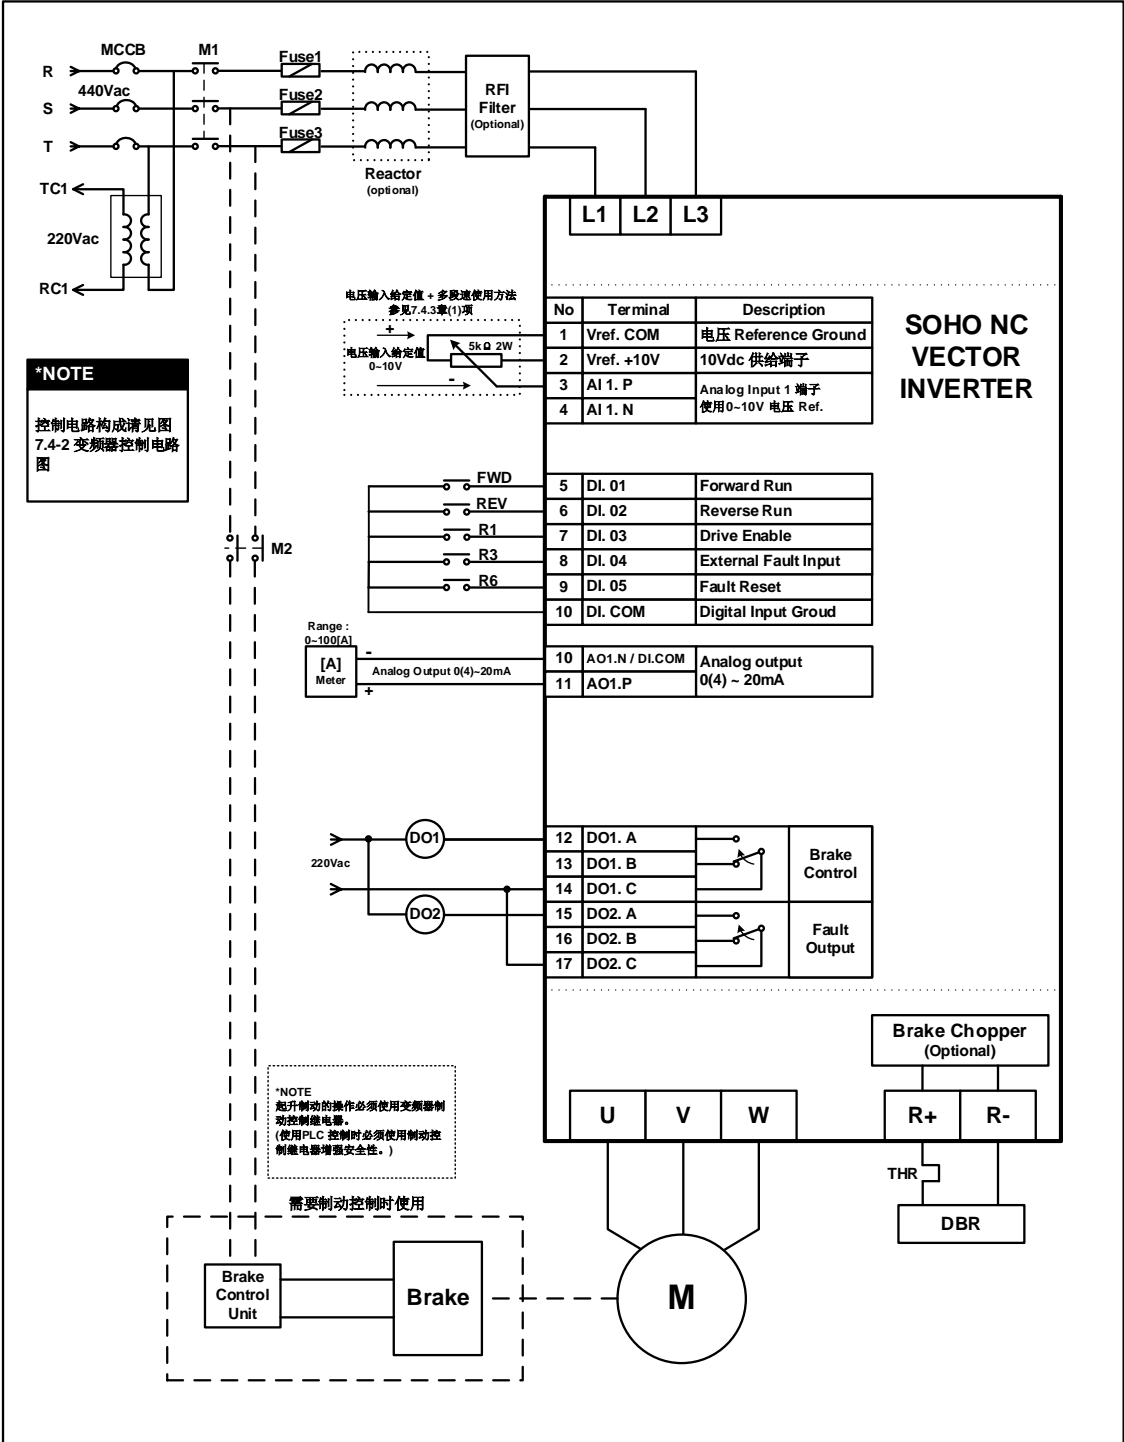 MCCB
M1
Fuse1
R
440Vac
Fuse2
S
Fuse3
T
RFI
Filter
(Optional)
Reactor
(optional)
TC1
220Vac
RC1
L1 L2 L3
SOHO NC
VECTOR
INVERTER
电压输入给定值 + 多段速使用方法
参见7.4.3章(1)项
+
电压输入给定值
0~10V
5kΩ 2W
-
No Terminal Description
1 Vref. COM 电压 Reference Ground
2 Vref. +10V 10Vdc 供给端子
3 AI 1. P Analog Input 1 端子
4 AI 1. N 使用0~10V 电压 Ref.
*NOTE
控制电路构成请见图
7.4-2 变频器控制电路
图
FWD
REV
R1
R3
R6
5 DI. 01 Forward Run
6 DI. 02 Reverse Run
7 DI. 03 Drive Enable
8 DI. 04 External Fault Input
9 DI. 05 Fault Reset
10 DI. COM Digital Input Groud
M2
Range :
0~100[A]
[A]
Meter
-
Analog Output 0(4)~20mA
+
10 AO1.N / DI.COM Analog output
11 AO1.P 0(4) ~ 20mA
DO1
220Vac
DO2
12 DO1. A
13 DO1. B
14 DO1. C
Brake
Control
15 DO2. A
16 DO2. B
17 DO2. C
Fault
Output
Brake Chopper
(Optional)
U V W R+ R-
THR
DBR
*NOTE
起升制动的操作必须使用变频器制
动控制继电器。
(使用PLC 控制时必须使用制动控
制继电器增强安全性。)
需要制动控制时使用
Brake
Control
Unit
Brake
M